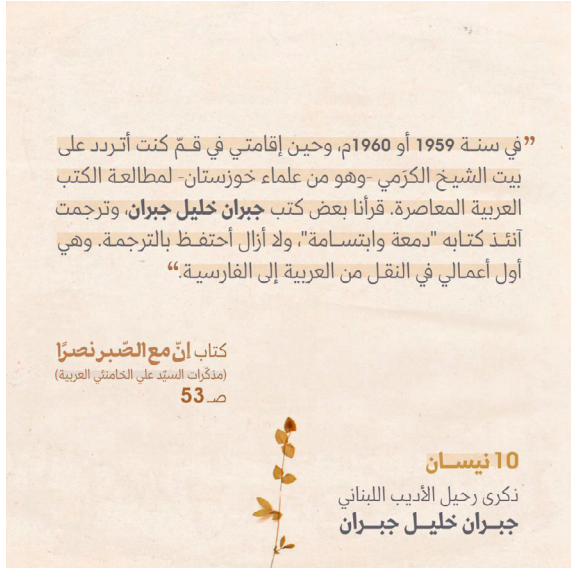 ”في سنة 1959 أو 1960م، وحين إقامتي في قمّ كنت أتردد على
بيت الشيخ الكرَمي -وهو من علماء خوزستان- لمطالعة الكتب
العربية المعاصرة. قرأنا بعض كتب جبران خليل جبران، وترجمت
آنئذ كتابه "دمعة وابتسامة"، ولا أزال أحتفظ بالترجمة. وهي
أول أعمالي في النقل من العربية إلى الفارسية.“
كتاب إنّ مع الصّبر نصرًا
(مذكّرات السيّد علي الخامنئي العربية)
صـ 53
10 نيسان
ذكرى رحيل الأديب اللبناني
جبران خليل جبران